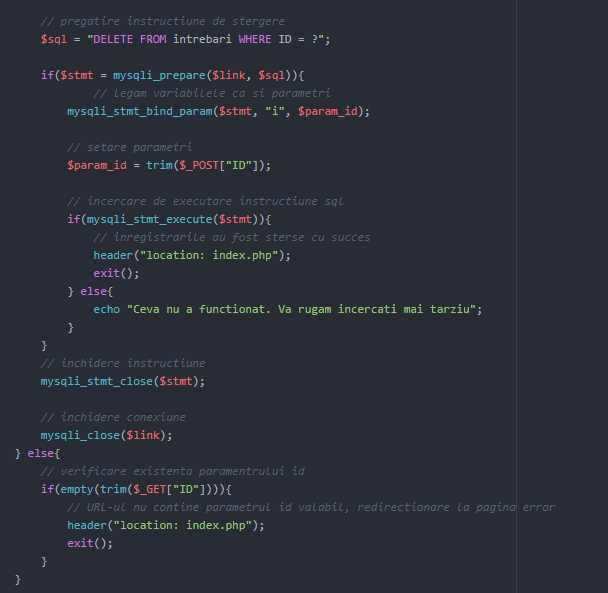 // pregatire instructiune de stergere
$sql = "DELETE FROM intrebari WHERE ID = ?";
if($stmt = mysqli_prepare($link, $sql)){
// legam variabilele ca si parametri
mysqli_stmt_bind_param($stmt, "i", $param_id);
// setare parametri
$param_id = trim($_POST["ID"]);
// incercare de executare instructiune sql
if(mysqli_stmt_execute($stmt)){
// inregistrarile au fost sterse cu succes
header("location: index.php");
exit();
} else{
echo "Ceva nu a functionat. Va rugam incercati mai tarziu";
}
}
// inchidere instructiune
mysqli_stmt_close($stmt);
// inchidere conexiune
mysqli_close($link);
} else{
// verificare existenta paramentrului id
if(empty(trim($_GET["ID"]))){
// URL-ul nu contine parametrul id valabil, redirectionare la pagina error
header("location: index.php");
exit();
}
}